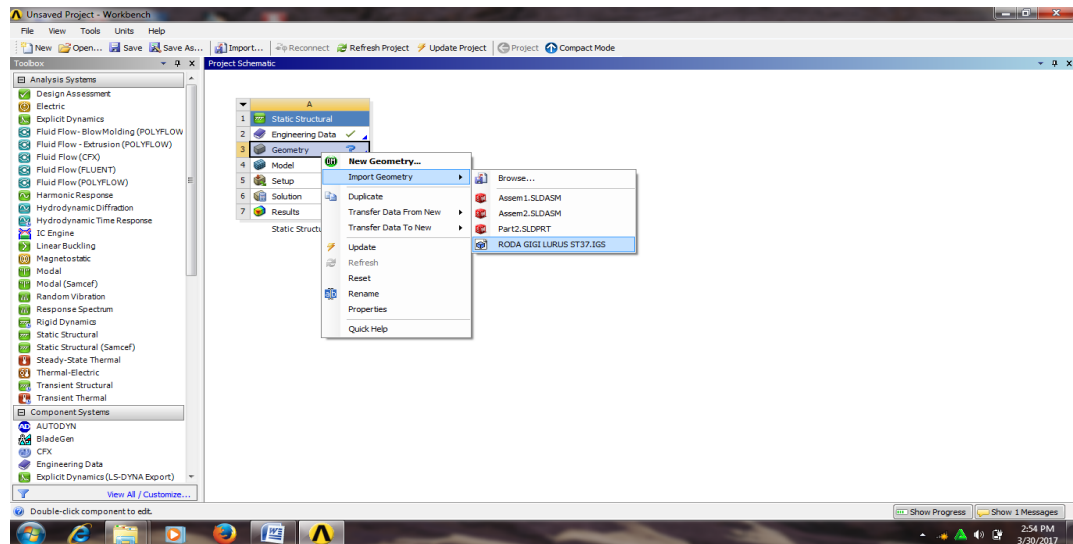 Unsaved Project - Workbench
File View Tools Units Help
New Open... Save Save As... Import... Reconnect Refresh Project Update Project Project Compact Mode
Toolbox
Project Schematic
Analysis Systems
Design Assessment
Electric
Explicit Dynamics
Fluid Flow- BlowMolding (POLYFLOW
Fluid Flow - Extrusion (POLYFLOW)
Fluid Flow (CFX)
Fluid Flow (FLUENT)
Fluid Flow (POLYFLOW)
Harmonic Response
Hydrodynamic Diffraction
Hydrodynamic Time Response
IC Engine
Linear Buckling
Magnetostatic
Modal
Modal (Samcef)
Random Vibration
Response Spectrum
Rigid Dynamics
Static Structural
Static Structural (Samcef)
Steady-State Thermal
Thermal-Electric
Transient Structural
Transient Thermal
Component Systems
AUTODYN
BladeGen
CFX
Engineering Data
Explicit Dynamics (LS-DYNA Export)
View All / Customize...
A
1 Static Structural
2 Engineering Data
3 Geometry
4 Model
5 Setup
6 Solution
7 Results
Static Structu
New Geometry...
Import Geometry
Duplicate
Transfer Data From New
Transfer Data To New
Update
Refresh
Reset
Rename
Properties
Quick Help
Browse...
Assem1.SLDASM
Assem2.SLDASM
Part2.SLDPRT
RODA GIGI LURUS ST37.IGS
Double-click component to edit.
Show Progress Show 1 Messages
2:54 PM
3/30/2017